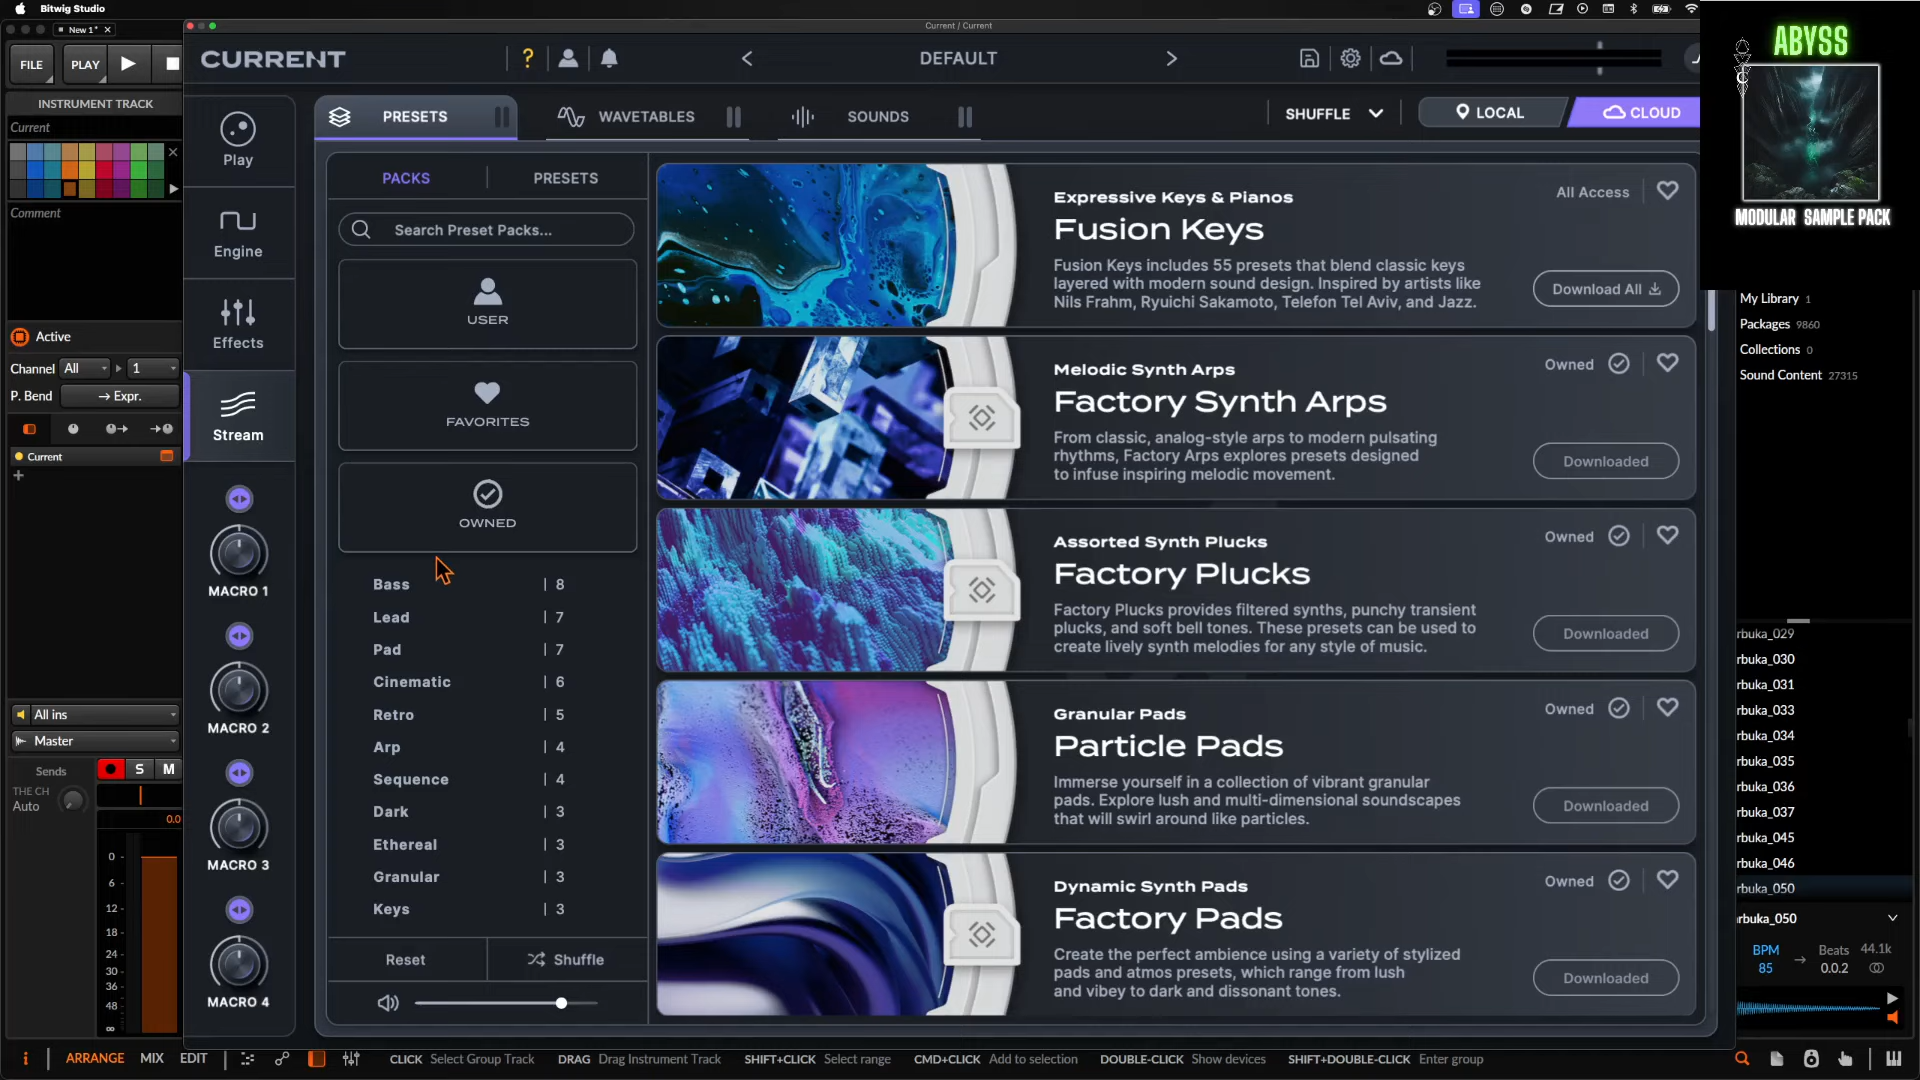 Bitwig Studio
New 1*
FILE
PLAY
INSTRUMENT TRACK
Current
Comment
Active
Channel All 1
P. Bend → Expr.
Current
All ins
Master
Sends
S M
THE CH
Auto
0.0
0
6
12
18
24
30
36
48
∞
Current / Current
CURRENT
?
DEFAULT
PRESETS
WAVETABLES
SOUNDS
SHUFFLE
LOCAL
CLOUD
Play
Engine
Effects
Stream
MACRO 1
MACRO 2
MACRO 3
MACRO 4
PACKS
PRESETS
Search Preset Packs...
USER
FAVORITES
OWNED
Bass | 8
Lead | 7
Pad | 7
Cinematic | 6
Retro | 5
Arp | 4
Sequence | 4
Dark | 3
Ethereal | 3
Granular | 3
Keys | 3
Reset
Shuffle
Expressive Keys & Pianos
Fusion Keys
Fusion Keys includes 55 presets that blend classic keys
layered with modern sound design. Inspired by artists like
Nils Frahm, Ryuichi Sakamoto, Telefon Tel Aviv, and Jazz.
All Access
Download All
Melodic Synth Arps
Factory Synth Arps
From classic, analog-style arps to modern pulsating
rhythms, Factory Arps explores presets designed
to infuse inspiring melodic movement.
Owned
Downloaded
Assorted Synth Plucks
Factory Plucks
Factory Plucks provides filtered synths, punchy transient
plucks, and soft bell tones. These presets can be used to
create lively synth melodies for any style of music.
Owned
Downloaded
Granular Pads
Particle Pads
Immerse yourself in a collection of vibrant granular
pads. Explore lush and multi-dimensional soundscapes
that will swirl around like particles.
Owned
Downloaded
Dynamic Synth Pads
Factory Pads
Create the perfect ambience using a variety of stylized
pads and atmos presets, which range from lush
and vibey to dark and dissonant tones.
Owned
Downloaded
ABYSS
MODULAR SAMPLE PACK
My Library 1
Packages 9860
Collections 0
Sound Content 27315
rbuka_029
rbuka_030
rbuka_031
rbuka_033
rbuka_034
rbuka_035
rbuka_036
rbuka_037
rbuka_045
rbuka_046
rbuka_050
rbuka_050
BPM → Beats 44.1k
85 0.0.2
i ARRANGE MIX EDIT
CLICK Select Group Track DRAG Drag Instrument Track SHIFT+CLICK Select range CMD+CLICK Add to selection DOUBLE-CLICK Show devices SHIFT+DOUBLE-CLICK Enter group